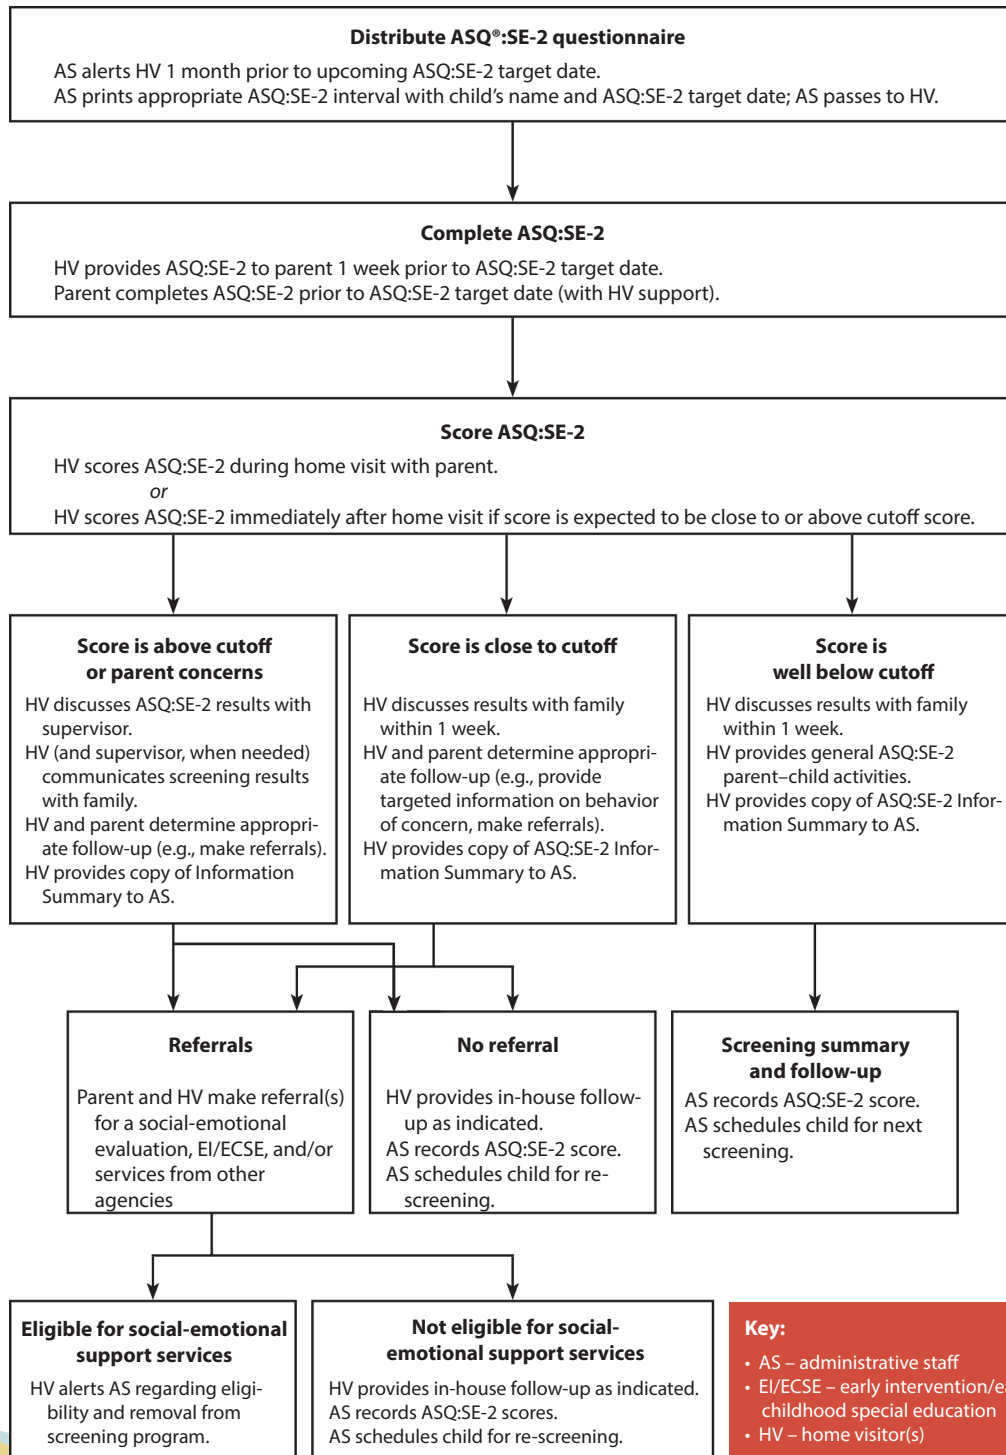 Distribute ASQ®:SE-2 questionnaire
AS alerts HV 1 month prior to upcoming ASQ:SE-2 target date.
AS prints appropriate ASQ:SE-2 interval with child’s name and ASQ:SE-2 target date; AS passes to HV.
Complete ASQ:SE-2
HV provides ASQ:SE-2 to parent 1 week prior to ASQ:SE-2 target date.
Parent completes ASQ:SE-2 prior to ASQ:SE-2 target date (with HV support).
Score ASQ:SE-2
HV scores ASQ:SE-2 during home visit with parent.
or
HV scores ASQ:SE-2 immediately after home visit if score is expected to be close to or above cutoff score.
Score is above cutoff
or parent concerns
HV discusses ASQ:SE-2 results with
supervisor.
HV (and supervisor, when needed)
communicates screening results
with family.
HV and parent determine appropri-
ate follow-up (e.g., make referrals).
HV provides copy of Information
Summary to AS.
Score is close to cutoff
HV discusses results with family
within 1 week.
HV and parent determine appropri-
ate follow-up (e.g., provide
targeted information on behavior
of concern, make referrals).
HV provides copy of ASQ:SE-2 Infor-
mation Summary to AS.
Score is
well below cutoff
HV discusses results with family
within 1 week.
HV provides general ASQ:SE-2
parent–child activities.
HV provides copy of ASQ:SE-2 Infor-
mation Summary to AS.
Referrals
Parent and HV make referral(s)
for a social-emotional
evaluation, EI/ECSE, and/or
services from other
agencies
No referral
HV provides in-house follow-
up as indicated.
AS records ASQ:SE-2 score.
AS schedules child for re-
screening.
Screening summary
and follow-up
AS records ASQ:SE-2 score.
AS schedules child for next
screening.
Eligible for social-emotional
support services
HV alerts AS regarding eligi-
bility and removal from
screening program.
Not eligible for social-
emotional support services
HV provides in-house follow-up as indicated.
AS records ASQ:SE-2 scores.
AS schedules child for re-screening.
Key:
• AS – administrative staff
• EI/ECSE – early intervention/
childhood special education
• HV – home visitor(s)